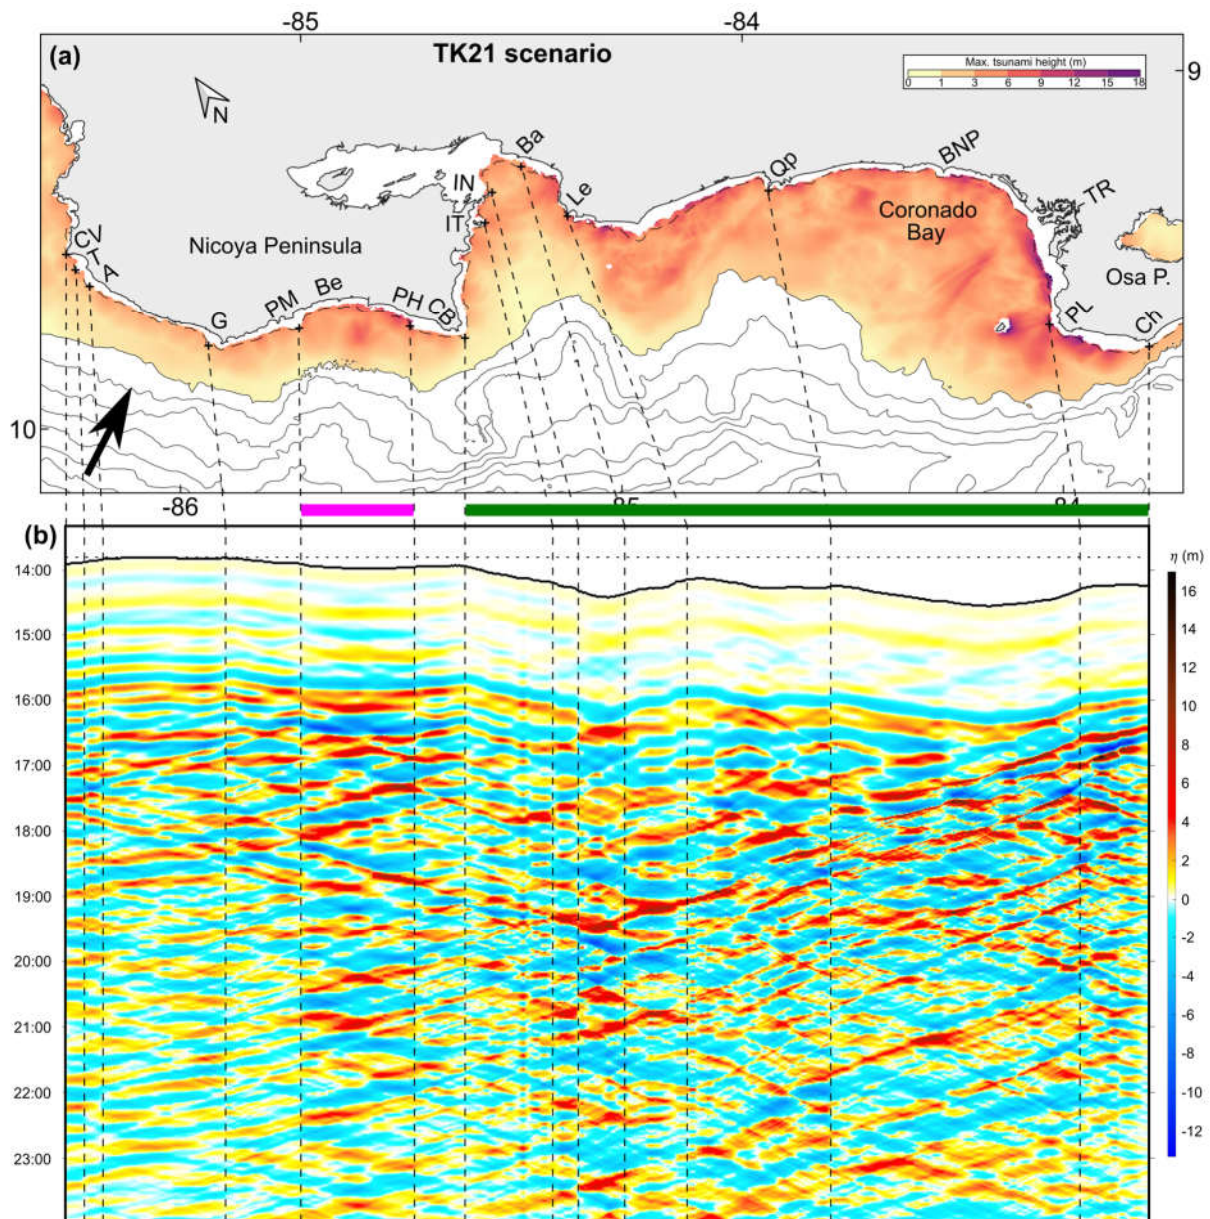 -85
-84
(a)
TK21 scenario
Max. tsunami height (m)
0 1 3 6 9 12 15 18
9
N
Ba
Qp
BNP
IN
Le
TR
IT
Coronado
Bay
CV
T
A
Nicoya Peninsula
Osa P.
G
PM
Be
PH
CB
PL
Ch
10
-86
-85
-84
(b)
η (m)
14:00
15:00
16:00
17:00
18:00
19:00
20:00
21:00
22:00
23:00
16
14
12
10
8
6
4
2
0
-2
-4
-6
-8
-10
-12